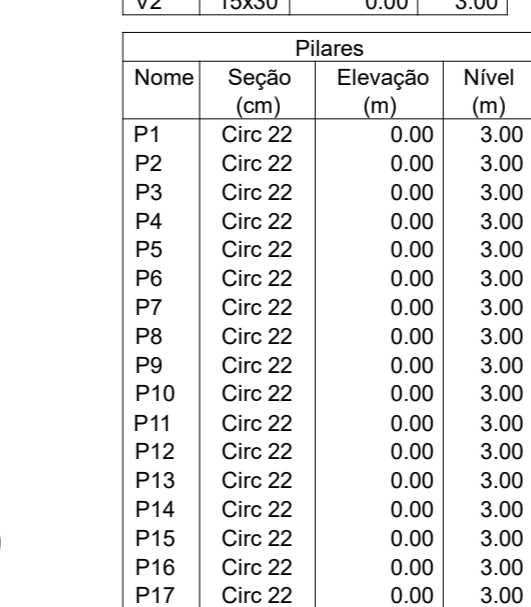 V2 15x30 0.00 3.00
Pilares
Nome Seção Elevação Nível
(cm) (m) (m)
P1 Circ 22 0.00 3.00
P2 Circ 22 0.00 3.00
P3 Circ 22 0.00 3.00
P4 Circ 22 0.00 3.00
P5 Circ 22 0.00 3.00
P6 Circ 22 0.00 3.00
P7 Circ 22 0.00 3.00
P8 Circ 22 0.00 3.00
P9 Circ 22 0.00 3.00
P10 Circ 22 0.00 3.00
P11 Circ 22 0.00 3.00
P12 Circ 22 0.00 3.00
P13 Circ 22 0.00 3.00
P14 Circ 22 0.00 3.00
P15 Circ 22 0.00 3.00
P16 Circ 22 0.00 3.00
P17 Circ 22 0.00 3.00